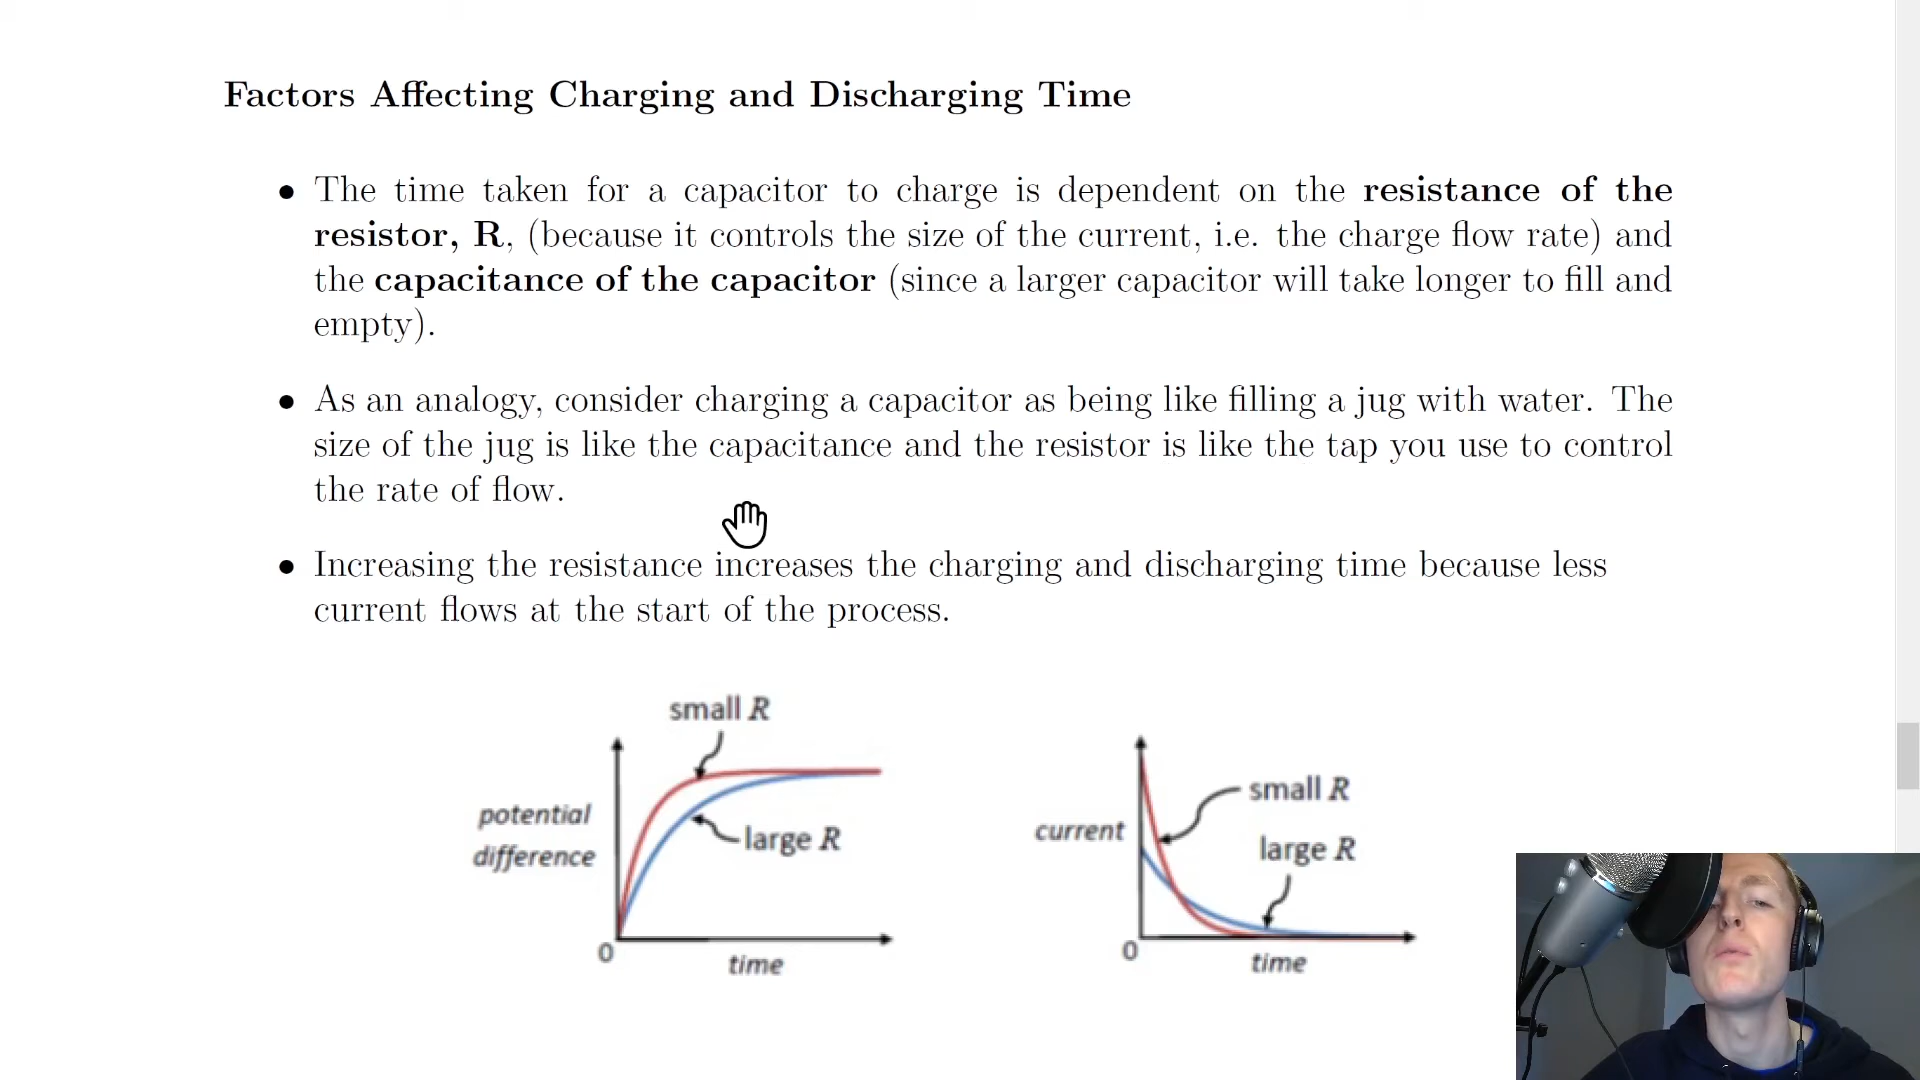 Factors Affecting Charging and Discharging Time
• The time taken for a capacitor to charge is dependent on the resistance of the
resistor, R, (because it controls the size of the current, i.e. the charge flow rate) and
the capacitance of the capacitor (since a larger capacitor will take longer to fill and
empty).
• As an analogy, consider charging a capacitor as being like filling a jug with water. The
size of the jug is like the capacitance and the resistor is like the tap you use to control
the rate of flow.
• Increasing the resistance increases the charging and discharging time because less
current flows at the start of the process.
small R
potential
difference
large R
0
time
small R
current
large R
0
time